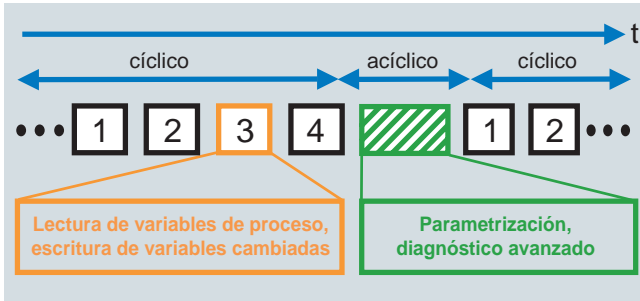 t
cíclico acíclico cíclico
••• 1 2 3 4 1 2 •••
Lectura de variables de proceso,
escritura de variables cambiadas
Parametrización,
diagnóstico avanzado